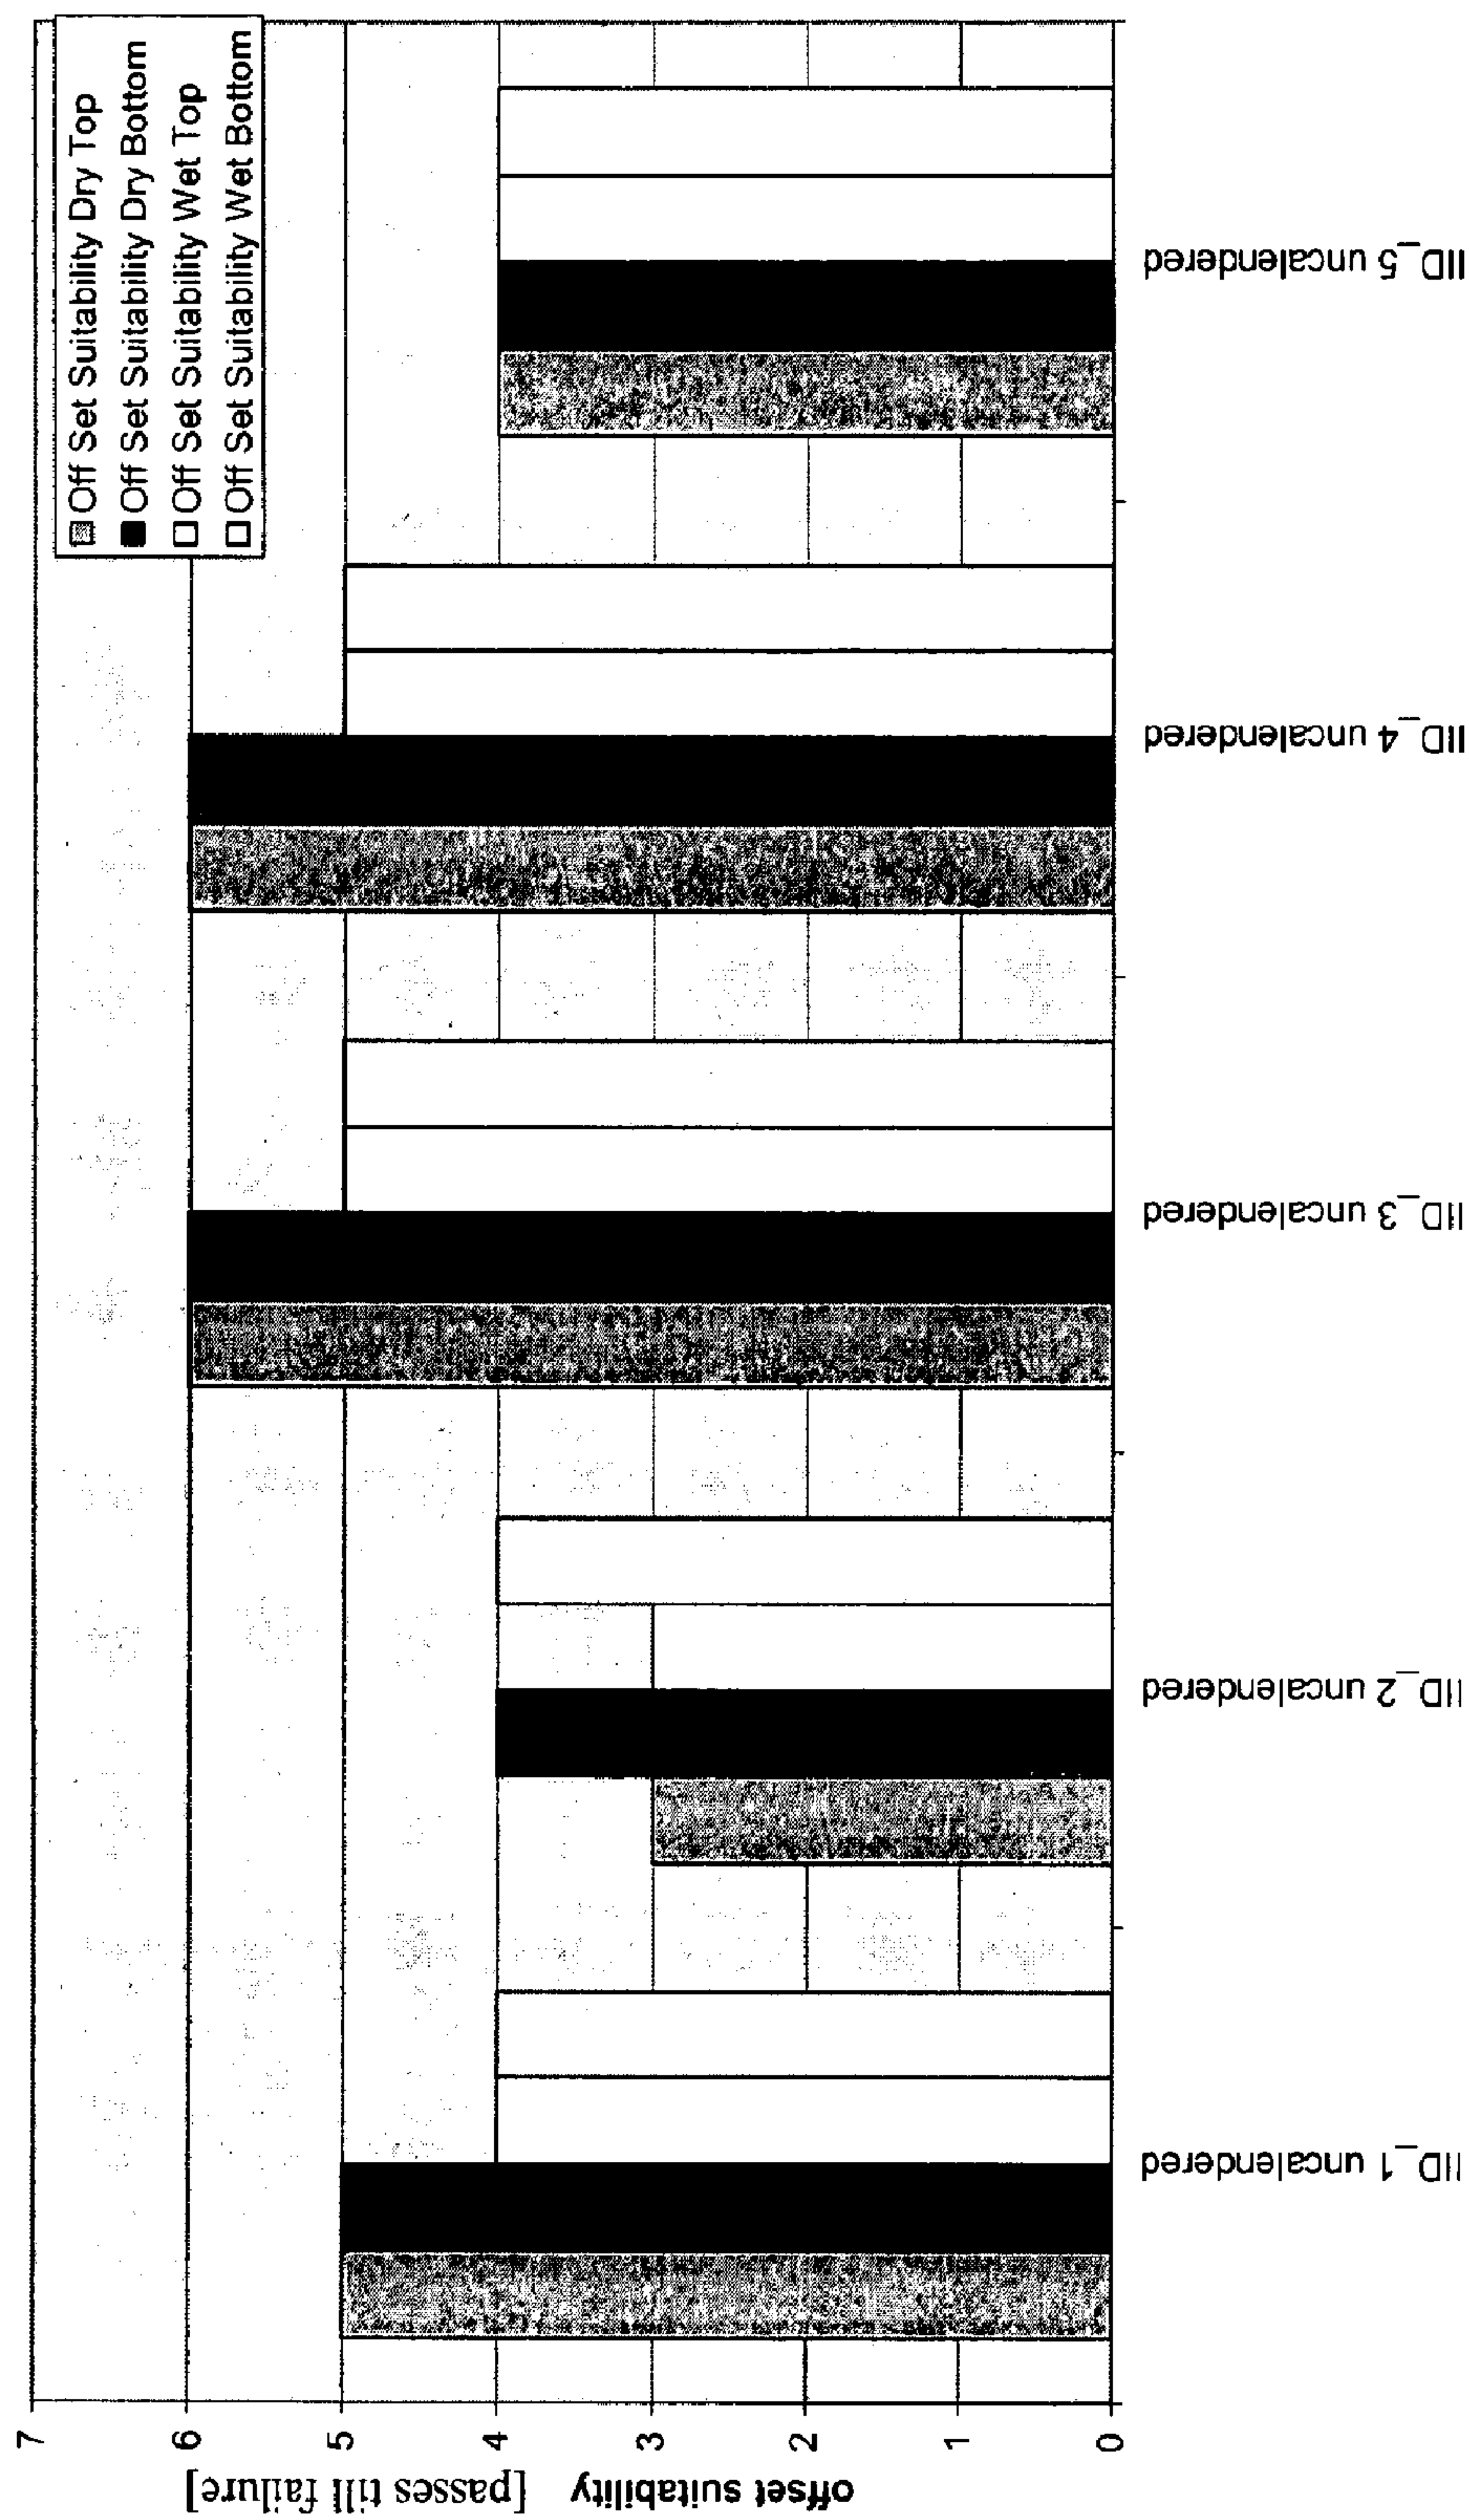 Off Set Suitability Dry Top
Off Set Suitability Dry Bottom
Off Set Suitability Wet Top
Off Set Suitability Wet Bottom
7
6
5
4
3
2
1
0
offset suitability [passes till failure]
IID_1 uncalendered
IID_2 uncalendered
IID_3 uncalendered
IID_4 uncalendered
IID_5 uncalendered